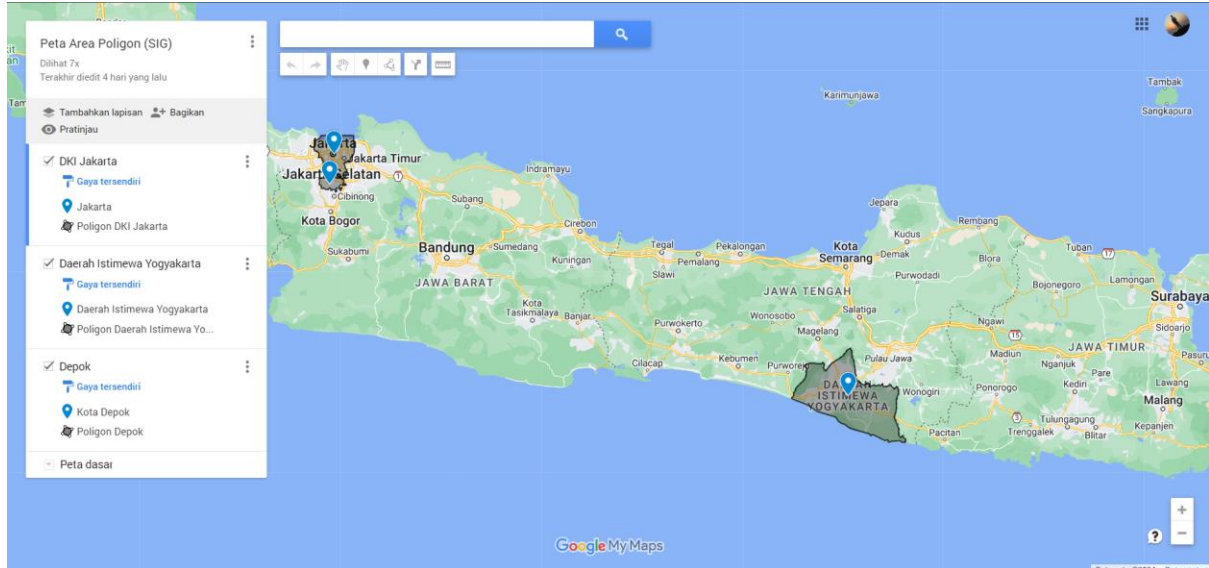 Peta Area Poligon (SIG)
Dilihat 7x
Terakhir diedit 4 hari yang lalu
Tambahkan lapisan
Bagikan
Pratinjau
DKI Jakarta
Gaya tersendiri
Jakarta
Poligon DKI Jakarta
Daerah Istimewa Yogyakarta
Gaya tersendiri
Daerah Istimewa Yogyakarta
Poligon Daerah Istimewa Yo...
Depok
Gaya tersendiri
Kota Depok
Poligon Depok
Peta dasar
Karimunjawa
Tambak
Sangkapura
Jakarta
Jakarta Timur
Jakarta Selatan
1
Cibinong
Kota Bogor
Indramayu
Subang
Cirebon
Sukabumi
Bandung
Sumedang
Kuningan
JAWA BARAT
Kota
Tasikmalaya
Banjar
Tegal
Pekalongan
Pemalang
Slawi
Jepara
Kudus
Rembang
Kota
Semarang
Demak
Blora
Tuban
17
Purwodadi
Bojonegoro
Lamongan
Surabaya
JAWA TENGAH
Salatiga
Wonosobo
Purwokerto
Magelang
Ngawi
15
Sidoarjo
JAWA TIMUR
Cilacap
Kebumen
Purworejo
Pulau Jawa
Madiun
Nganjuk
Pare
Pasuru
DAERAH
ISTIMEWA
YOGYAKARTA
Wonogiri
Ponorogo
Kediri
Lawang
Malang
3
Tulungagung
Pacitan
Trenggalek
Blitar
Kepanjen
Google My Maps
+
?
−